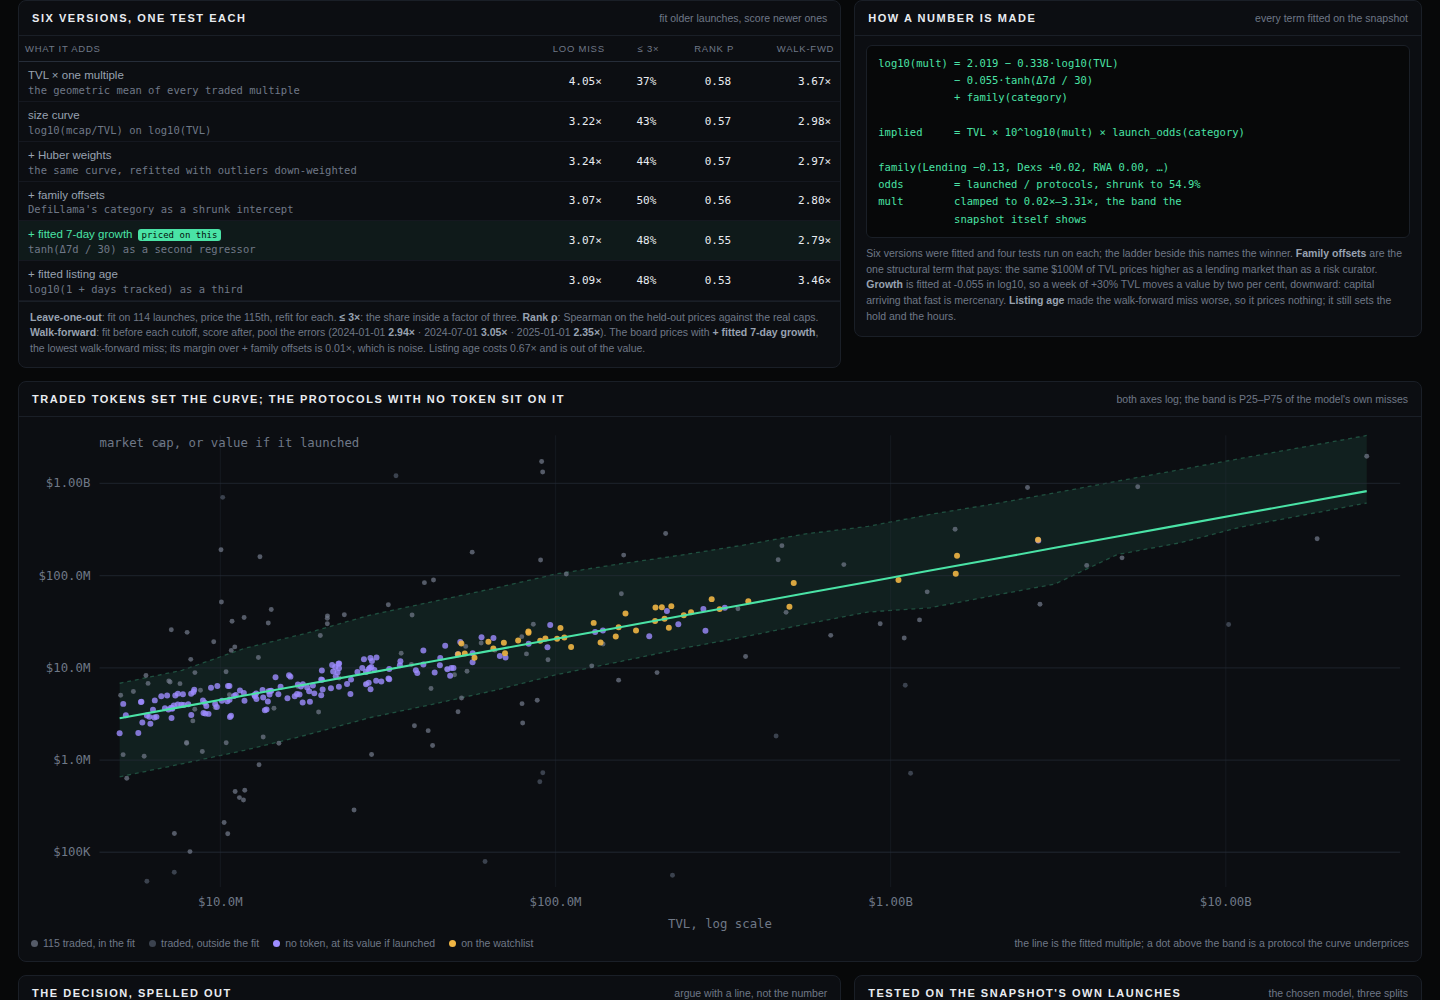 SIX VERSIONS, ONE TEST EACH
fit older launches, score newer ones
WHAT IT ADDS LOO MISS ≤ 3× RANK P WALK-FWD
TVL × one multiple
the geometric mean of every traded multiple
4.05× 37% 0.58 3.67×
size curve
log10(mcap/TVL) on log10(TVL)
3.22× 43% 0.57 2.98×
+ Huber weights
the same curve, refitted with outliers down-weighted
3.24× 44% 0.57 2.97×
+ family offsets
DefiLlama's category as a shrunk intercept
3.07× 50% 0.56 2.80×
+ fitted 7-day growth priced on this
tanh(Δ7d / 30) as a second regressor
3.07× 48% 0.55 2.79×
+ fitted listing age
log10(1 + days tracked) as a third
3.09× 48% 0.53 3.46×
Leave-one-out: fit on 114 launches, price the 115th, refit for each. ≤ 3×: the share inside a factor of three. Rank ρ: Spearman on the held-out prices against the real caps.
Walk-forward: fit before each cutoff, score after, pool the errors (2024-01-01 2.94× · 2024-07-01 3.05× · 2025-01-01 2.35×). The board prices with + fitted 7-day growth,
the lowest walk-forward miss; its margin over + family offsets is 0.01×, which is noise. Listing age costs 0.67× and is out of the value.
HOW A NUMBER IS MADE
every term fitted on the snapshot
log10(mult) = 2.019 − 0.338·log10(TVL)
− 0.055·tanh(Δ7d / 30)
+ family(category)
implied = TVL × 10^log10(mult) × launch_odds(category)
family(Lending −0.13, Dexs +0.02, RWA 0.00, …)
odds = launched / protocols, shrunk to 54.9%
mult clamped to 0.02×–3.31×, the band the
snapshot itself shows
Six versions were fitted and four tests run on each; the ladder beside this names the winner. Family offsets are the
one structural term that pays: the same $100M of TVL prices higher as a lending market than as a risk curator.
Growth is fitted at -0.055 in log10, so a week of +30% TVL moves a value by two per cent, downward: capital
arriving that fast is mercenary. Listing age made the walk-forward miss worse, so it prices nothing; it still sets the
hold and the hours.
TRADED TOKENS SET THE CURVE; THE PROTOCOLS WITH NO TOKEN SIT ON IT
both axes log; the band is P25–P75 of the model's own misses
market cap, or value if it launched
$1.00B
$100.0M
$10.0M
$1.0M
$100K
$10.0M $100.0M $1.00B $10.00B
TVL, log scale
115 traded, in the fit traded, outside the fit no token, at its value if launched on the watchlist
the line is the fitted multiple; a dot above the band is a protocol the curve underprices
THE DECISION, SPELLED OUT
argue with a line, not the number
TESTED ON THE SNAPSHOT'S OWN LAUNCHES
the chosen model, three splits